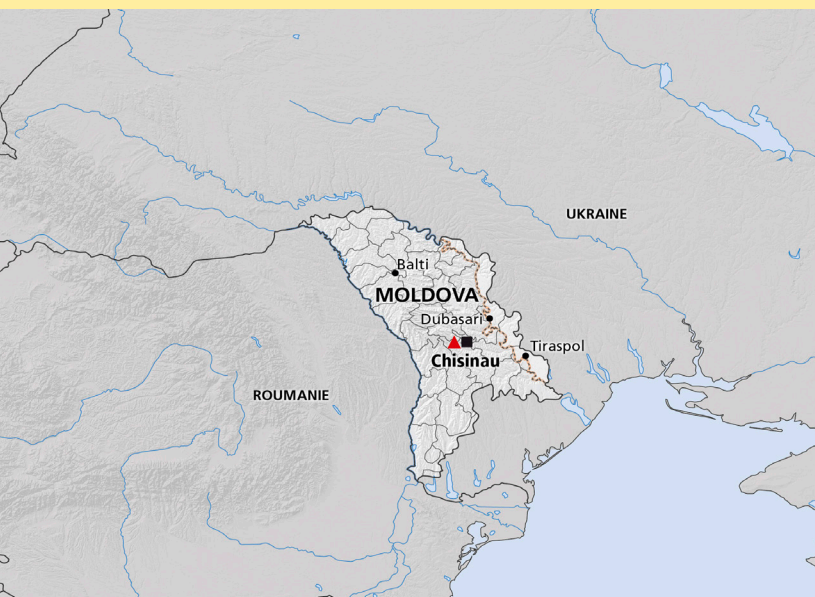 UKRAINE
Balti
MOLDOVA
Dubasari
Tiraspol
Chisinau
ROUMANIE